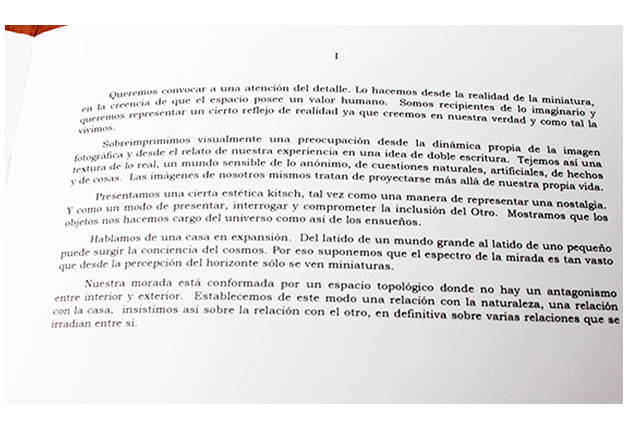 I
Queremos convocar a una atención del detalle. Lo hacemos desde la realidad de la miniatura,
en la creencia de que el espacio posee un valor humano. Somos recipientes de lo imaginario y
queremos representar un cierto reflejo de realidad ya que creemos en nuestra verdad y como tal la
vivimos.
Sobreimprimimos visualmente una preocupación desde la dinámica propia de la imagen
fotográfica y desde el relato de nuestra experiencia en una idea de doble escritura. Tejemos así una
textura de lo real, un mundo sensible de lo anónimo, de cuestiones naturales, artificiales, de hechos
y de cosas. Las imágenes de nosotros mismos tratan de proyectarse más allá de nuestra propia vida.
Presentamos una cierta estética kitsch, tal vez como una manera de representar una nostalgia.
Y como un modo de presentar, interrogar y comprometer la inclusión del Otro. Mostramos que los
objetos nos hacemos cargo del universo como así de los ensueños.
Hablamos de una casa en expansión. Del latido de un mundo grande al latido de uno pequeño
puede surgir la conciencia del cosmos. Por eso suponemos que el espectro de la mirada es tan vasto
que desde la percepción del horizonte sólo se ven miniaturas.
Nuestra morada está conformada por un espacio topológico donde no hay un antagonismo
entre interior y exterior. Establecemos de este modo una relación con la naturaleza, una relación
con la casa, insistimos así sobre la relación con el otro, en definitiva sobre varias relaciones que se
irradian entre sí.